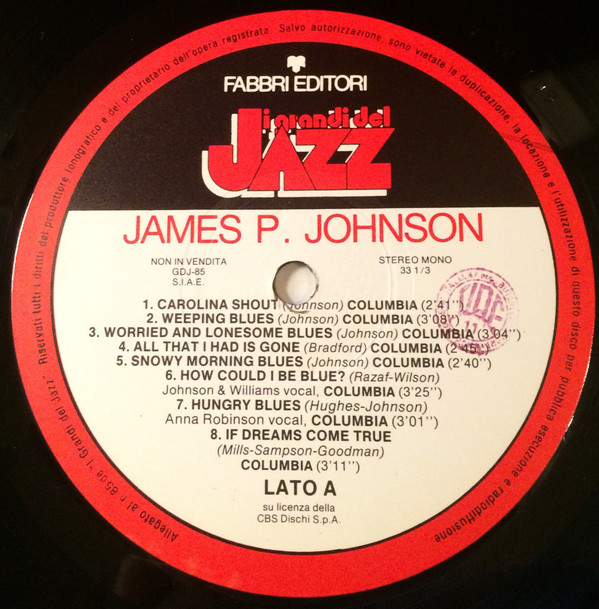 Riservati tutti i diritti del produttore fonografico e del proprietario dell'opera registrata. Salvo autorizzazione, sono vietate la duplicazione, la locazione e l'utilizzazione di questo disco per pubblica esecuzione e radiodiffusione.
FABBRI EDITORI
i grandi del
JAZZ
JAMES P. JOHNSON
NON IN VENDITA
GDJ-85
S.I.A.E.
STEREO MONO
33 1/3
1. CAROLINA SHOUT (Johnson) COLUMBIA (2'41'')
2. WEEPING BLUES (Johnson) COLUMBIA (3'08'')
3. WORRIED AND LONESOME BLUES (Johnson) COLUMBIA (3'04'')
4. ALL THAT I HAD IS GONE (Bradford) COLUMBIA (2'45'')
5. SNOWY MORNING BLUES (Johnson) COLUMBIA (2'40'')
6. HOW COULD I BE BLUE? (Razaf-Wilson)
Johnson & Williams vocal, COLUMBIA (3'25'')
7. HUNGRY BLUES (Hughes-Johnson)
Anna Robinson vocal, COLUMBIA (3'01'')
8. IF DREAMS COME TRUE
(Mills-Sampson-Goodman)
COLUMBIA (3'11'')
LATO A
su licenza della
CBS Dischi S.p.A.
Allegato al n. 85 de "I Grandi del Jazz".